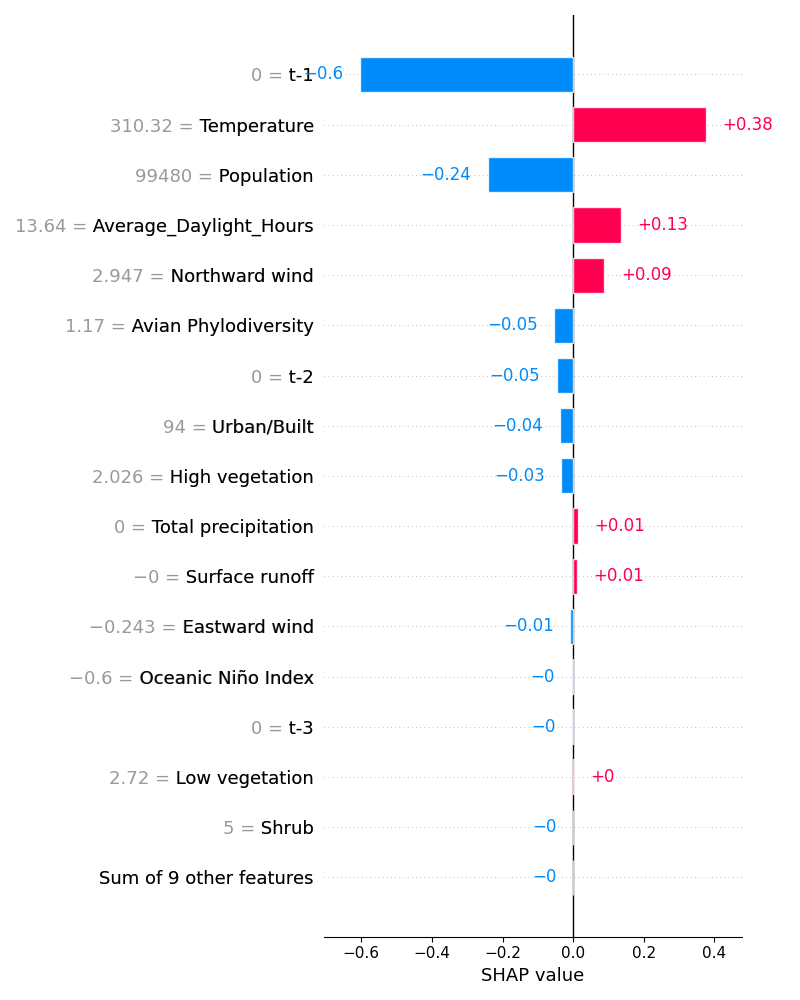 0 = t-1 −0.6
310.32 = Temperature +0.38
99480 = Population −0.24
13.64 = Average_Daylight_Hours +0.13
2.947 = Northward wind +0.09
1.17 = Avian Phylodiversity −0.05
0 = t-2 −0.05
94 = Urban/Built −0.04
2.026 = High vegetation −0.03
0 = Total precipitation +0.01
−0 = Surface runoff +0.01
−0.243 = Eastward wind −0.01
−0.6 = Oceanic Niño Index −0
0 = t-3 −0
2.72 = Low vegetation +0
5 = Shrub −0
Sum of 9 other features −0
−0.6 −0.4 −0.2 0.0 0.2 0.4
SHAP value